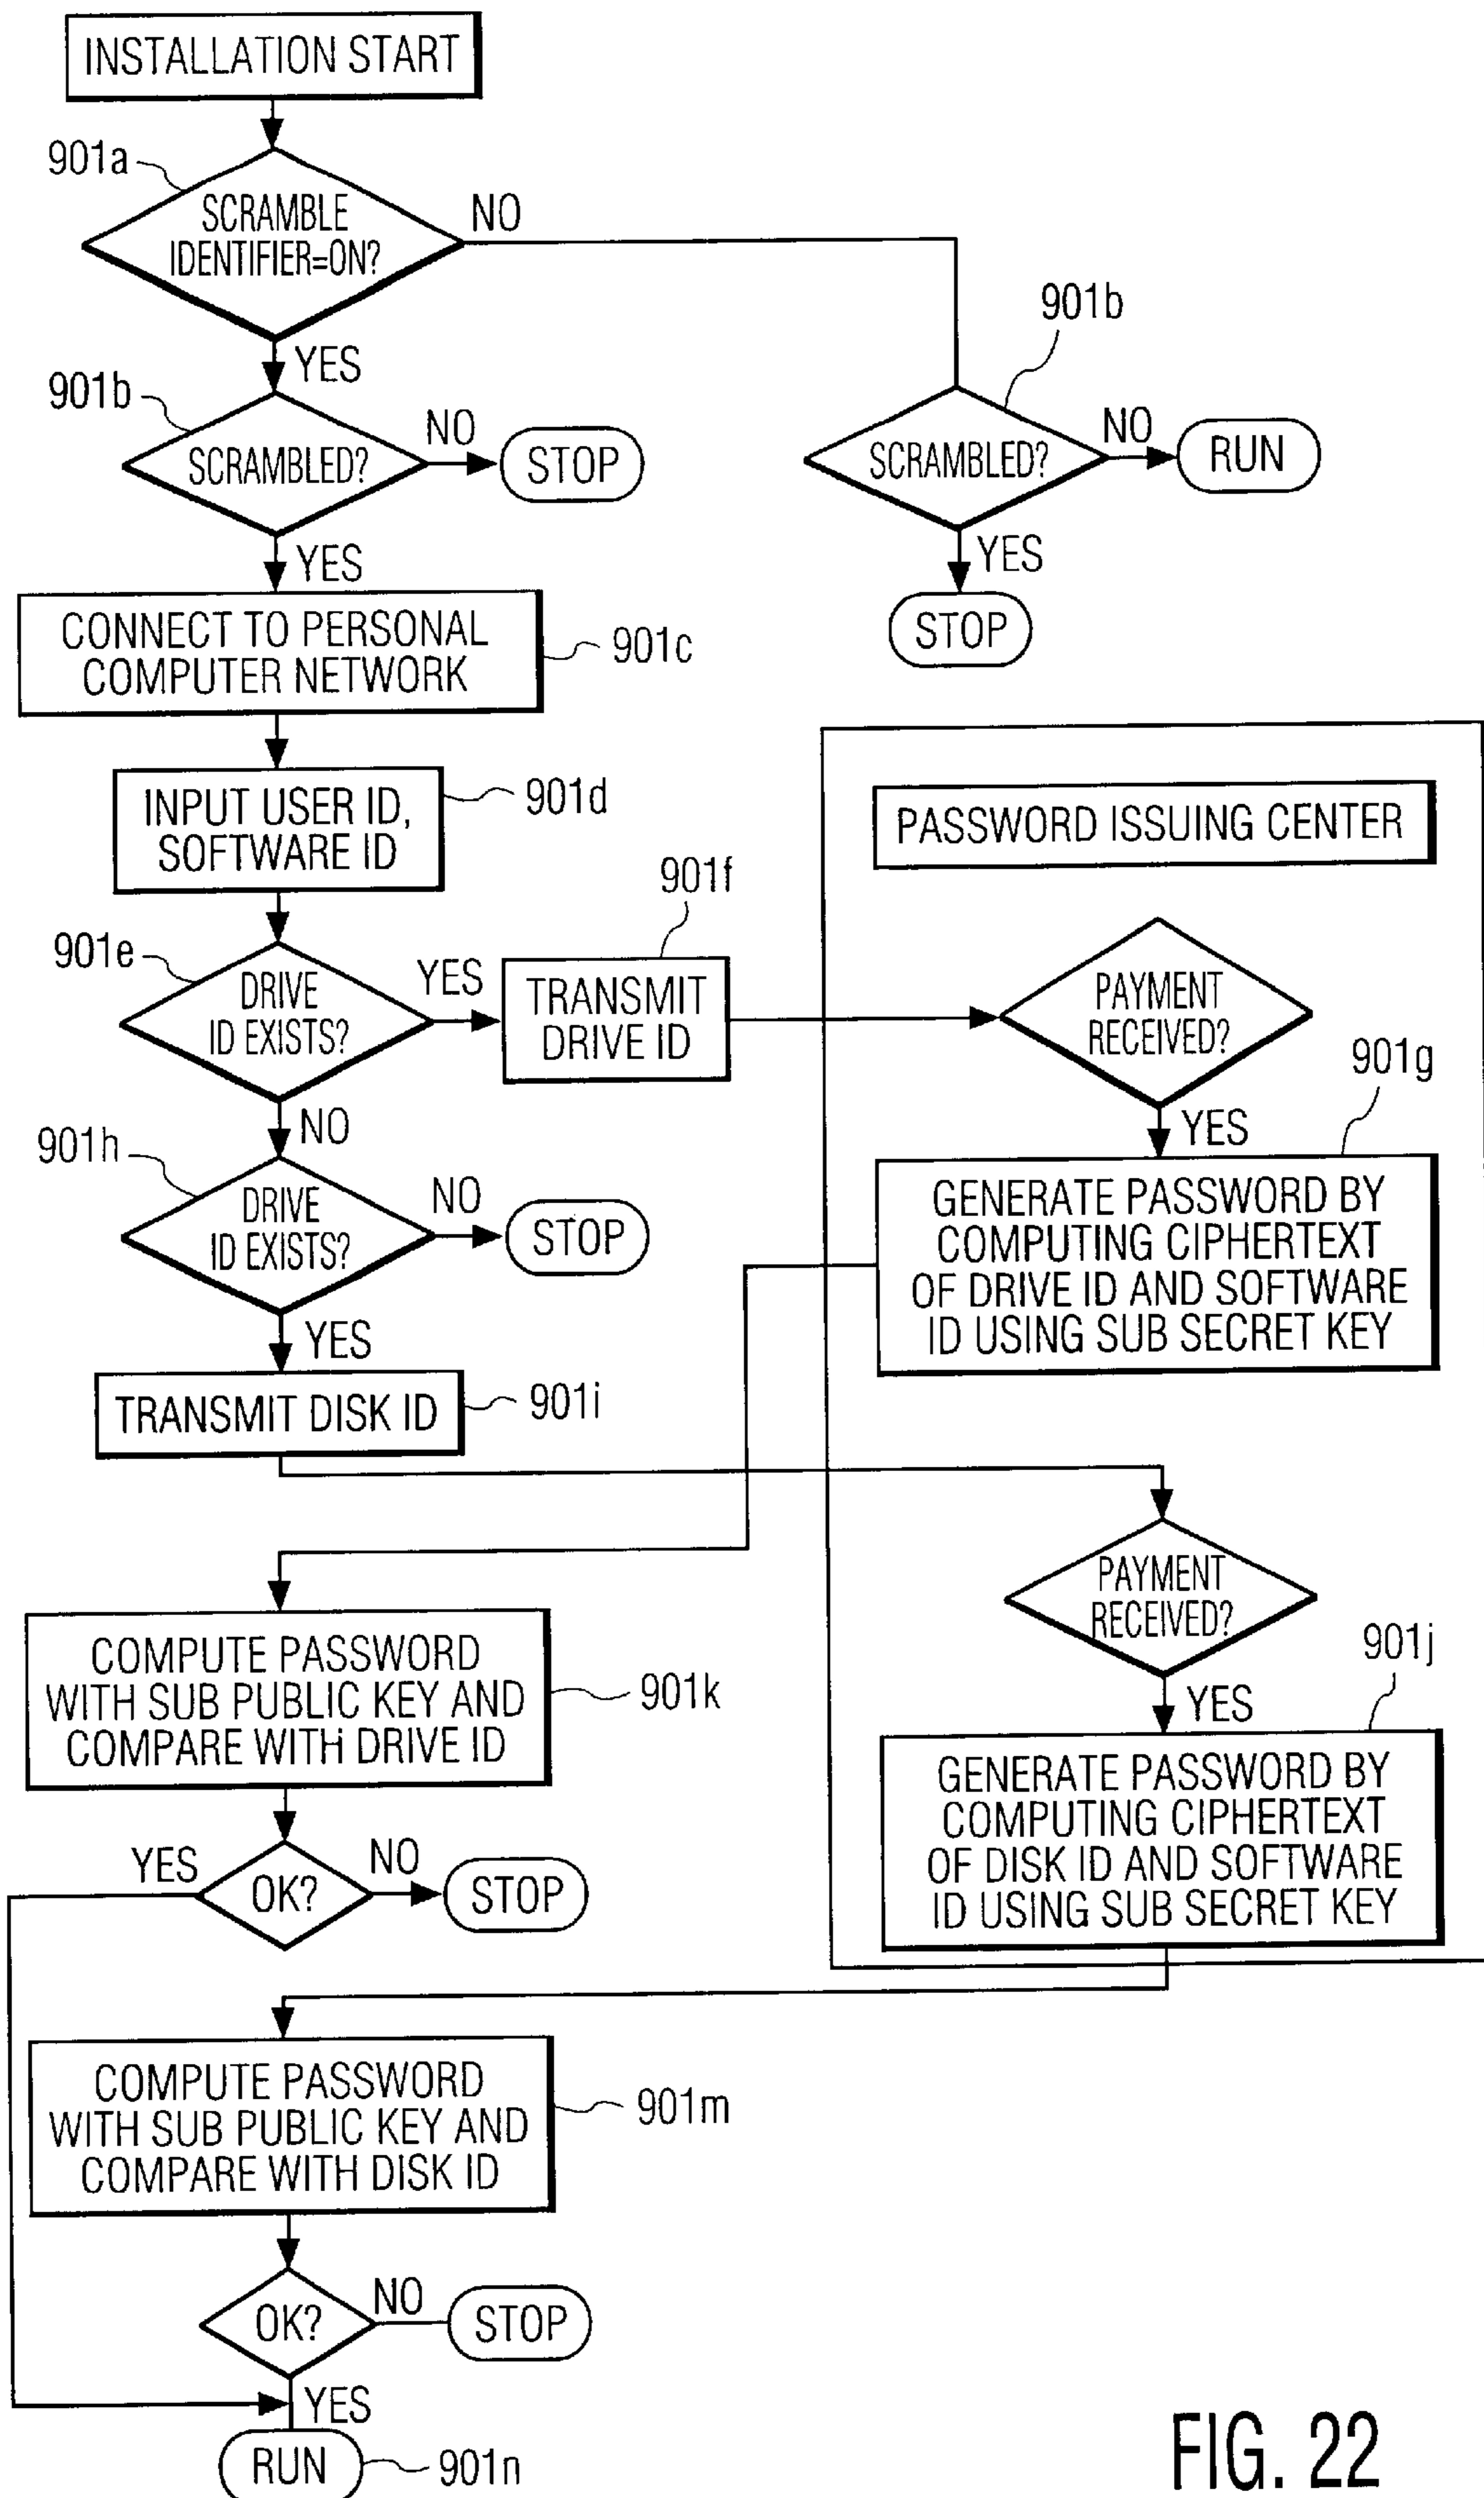 INSTALLATION START
901a
SCRAMBLE
IDENTIFIER=ON?
NO
YES
901b
SCRAMBLED?
NO
STOP
901b
SCRAMBLED?
NO
RUN
YES
STOP
YES
CONNECT TO PERSONAL
COMPUTER NETWORK
901c
INPUT USER ID,
SOFTWARE ID
901d
PASSWORD ISSUING CENTER
901e
DRIVE
ID EXISTS?
YES
901f
TRANSMIT
DRIVE ID
PAYMENT
RECEIVED?
YES
901g
GENERATE PASSWORD BY
COMPUTING CIPHERTEXT
OF DRIVE ID AND SOFTWARE
ID USING SUB SECRET KEY
NO
901h
DRIVE
ID EXISTS?
NO
STOP
YES
TRANSMIT DISK ID
901i
PAYMENT
RECEIVED?
YES
901j
GENERATE PASSWORD BY
COMPUTING CIPHERTEXT
OF DISK ID AND SOFTWARE
ID USING SUB SECRET KEY
COMPUTE PASSWORD
WITH SUB PUBLIC KEY AND
COMPARE WITH DRIVE ID
901k
YES
OK?
NO
STOP
COMPUTE PASSWORD
WITH SUB PUBLIC KEY AND
COMPARE WITH DISK ID
901m
OK?
NO
STOP
YES
RUN
901n
FIG. 22